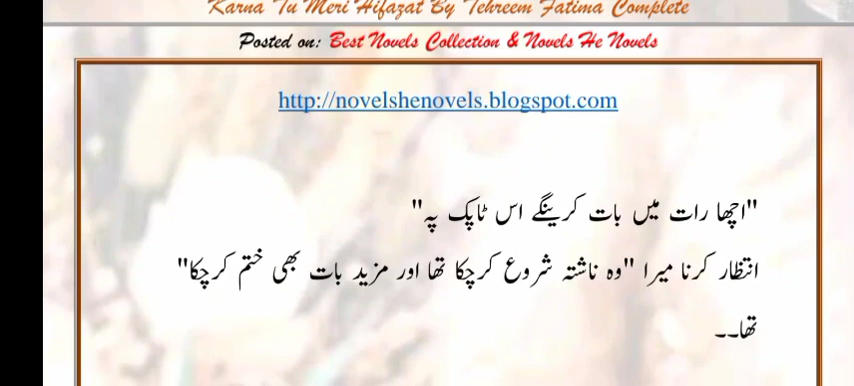 Karna Tu Meri Hifazat By Tehreem Fatima Complete
Posted on: Best Novels Collection & Novels He Novels
http://novelshenovels.blogspot.com
"اچھا رات میں بات کرینگے اس ٹاپک پہ"
انتظار کرنا میرا "وہ ناشتہ شروع کرچکا تھا اور مزید بات بھی ختم کرچکا"
تھا۔۔